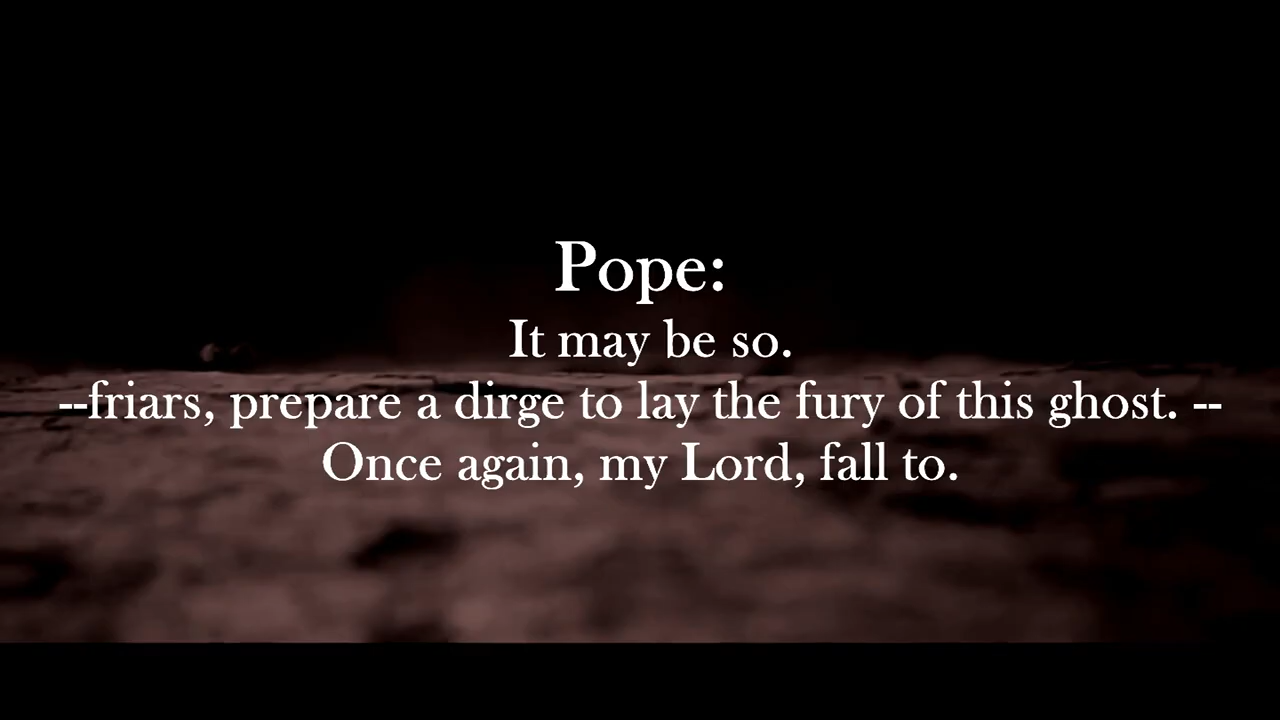 Pope:
It may be so.
--friars, prepare a dirge to lay the fury of this ghost. --
Once again, my Lord, fall to.